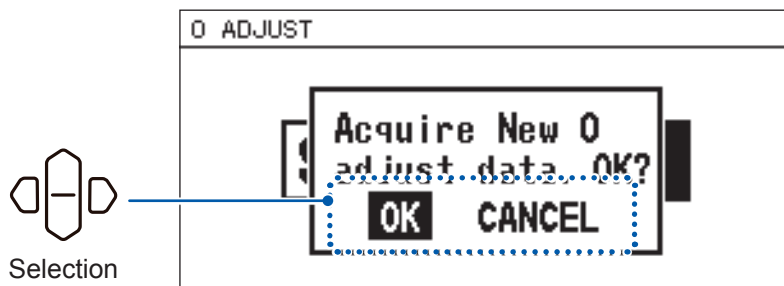 0 ADJUST
Acquire New 0
adjust data. OK?
OK CANCEL
Selection